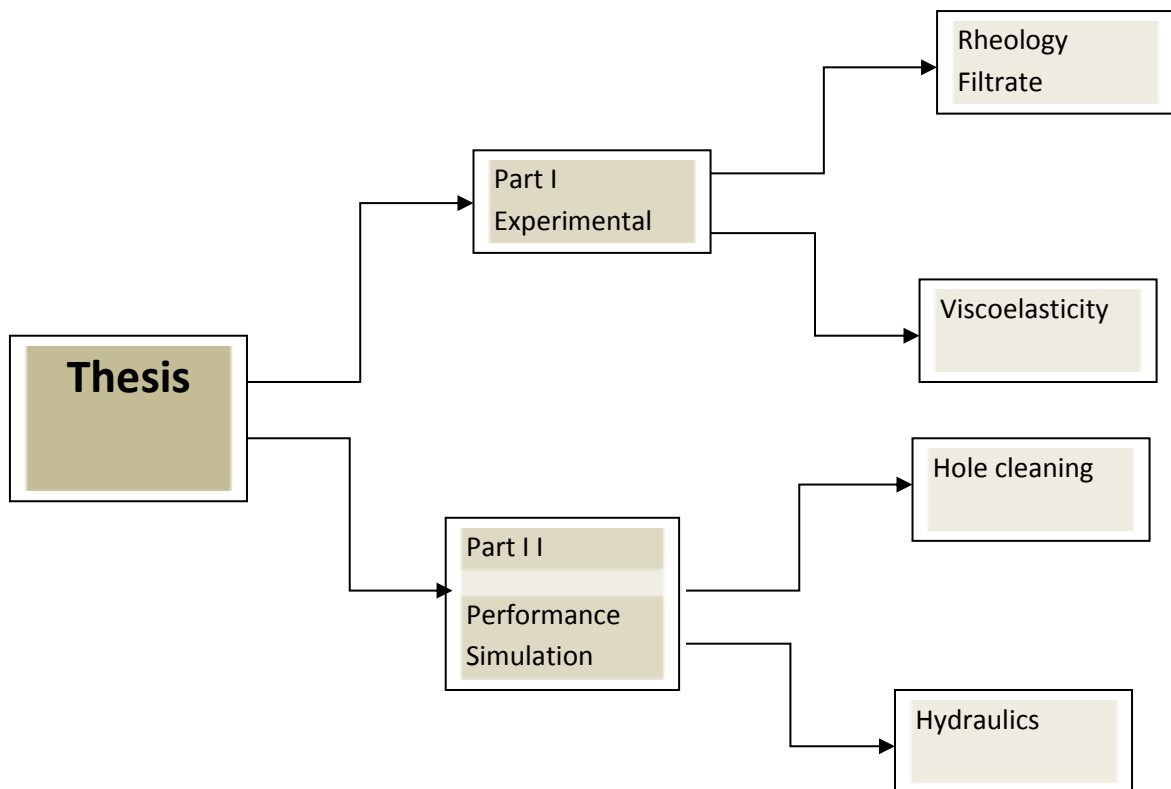 Thesis
Part I
Experimental
Rheology
Filtrate
Viscoelasticity
Part I I
Performance
Simulation
Hole cleaning
Hydraulics